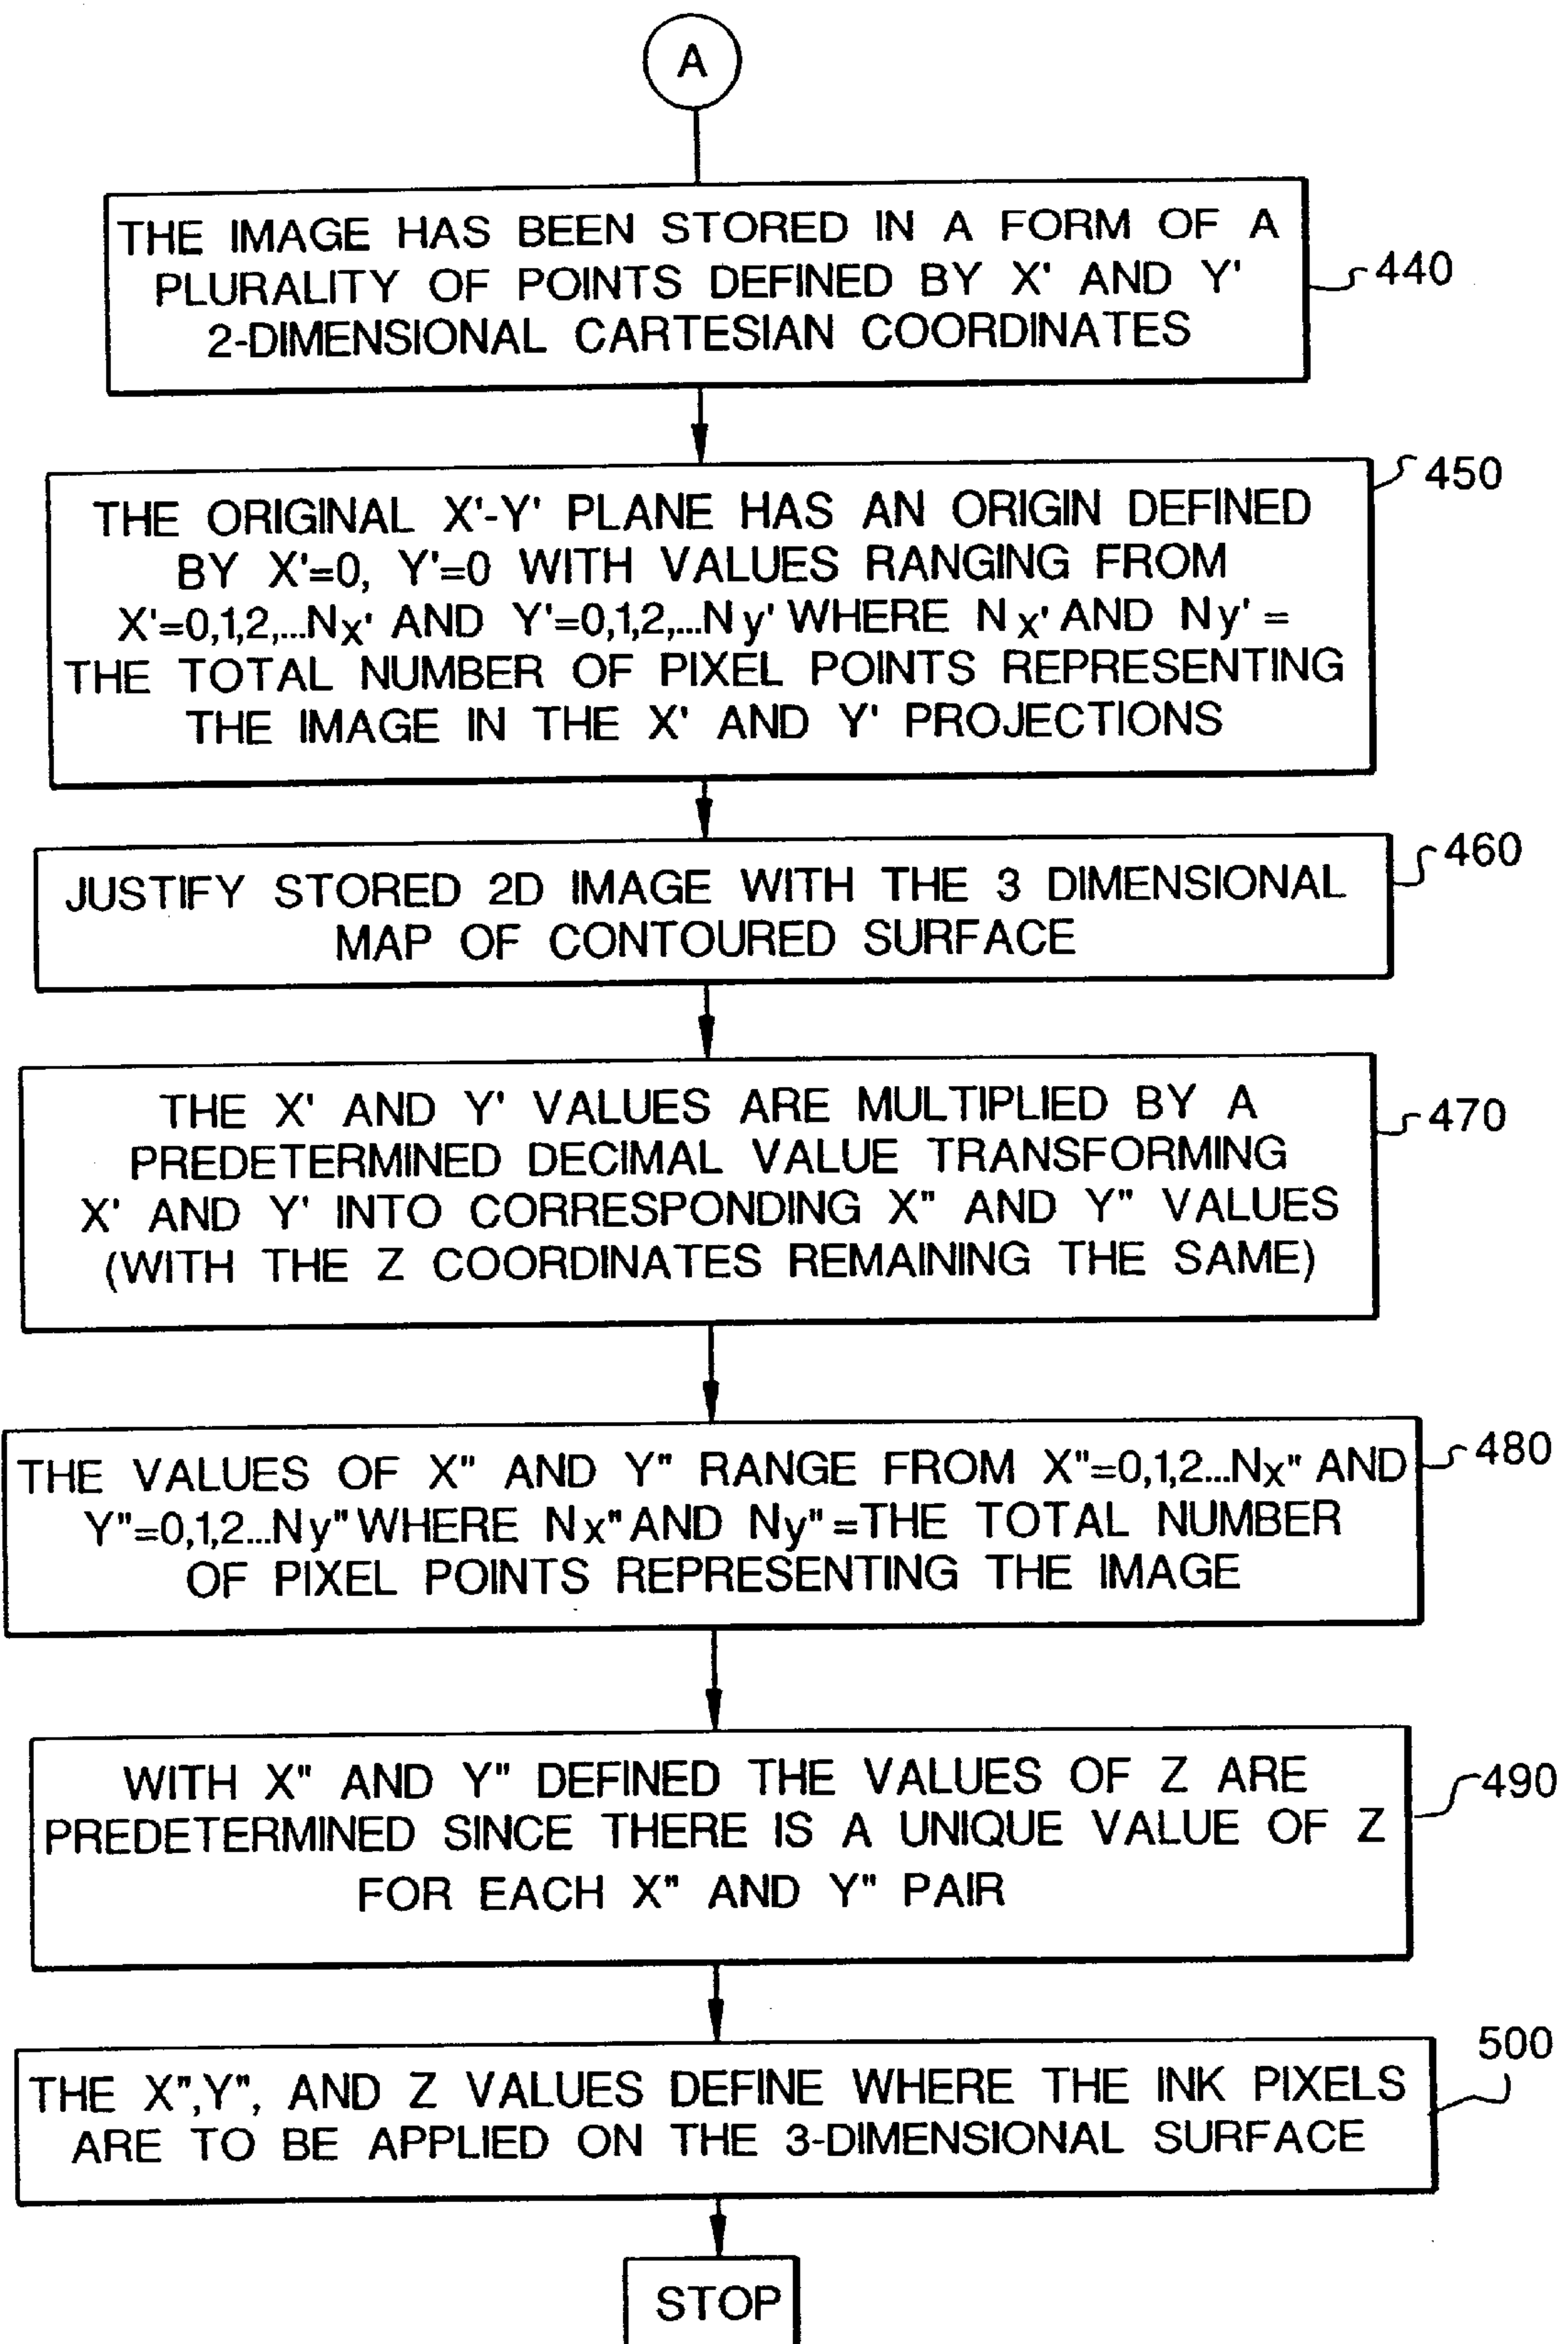 A
THE IMAGE HAS BEEN STORED IN A FORM OF A
PLURALITY OF POINTS DEFINED BY X' AND Y'
2-DIMENSIONAL CARTESIAN COORDINATES
440
THE ORIGINAL X'-Y' PLANE HAS AN ORIGIN DEFINED
BY X'=0, Y'=0 WITH VALUES RANGING FROM
X'=0,1,2,...Nx' AND Y'=0,1,2,...Ny' WHERE Nx' AND Ny' =
THE TOTAL NUMBER OF PIXEL POINTS REPRESENTING
THE IMAGE IN THE X' AND Y' PROJECTIONS
450
JUSTIFY STORED 2D IMAGE WITH THE 3 DIMENSIONAL
MAP OF CONTOURED SURFACE
460
THE X' AND Y' VALUES ARE MULTIPLIED BY A
PREDETERMINED DECIMAL VALUE TRANSFORMING
X' AND Y' INTO CORRESPONDING X" AND Y" VALUES
(WITH THE Z COORDINATES REMAINING THE SAME)
470
THE VALUES OF X" AND Y" RANGE FROM X"=0,1,2...Nx" AND
Y"=0,1,2...Ny" WHERE Nx" AND Ny" =THE TOTAL NUMBER
OF PIXEL POINTS REPRESENTING THE IMAGE
480
WITH X" AND Y" DEFINED THE VALUES OF Z ARE
PREDETERMINED SINCE THERE IS A UNIQUE VALUE OF Z
FOR EACH X" AND Y" PAIR
490
THE X",Y", AND Z VALUES DEFINE WHERE THE INK PIXELS
ARE TO BE APPLIED ON THE 3-DIMENSIONAL SURFACE
500
STOP